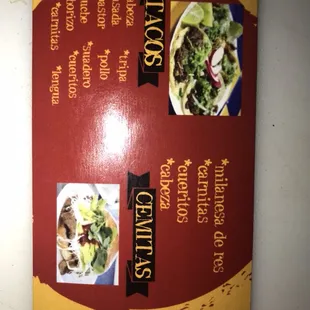 TACOS
*tripa
*pollo
*suadero
*cueritos
*lengua
*carnitas
CEMITAS
*milanesa de res
*carnitas
*cueritos
*cabeza